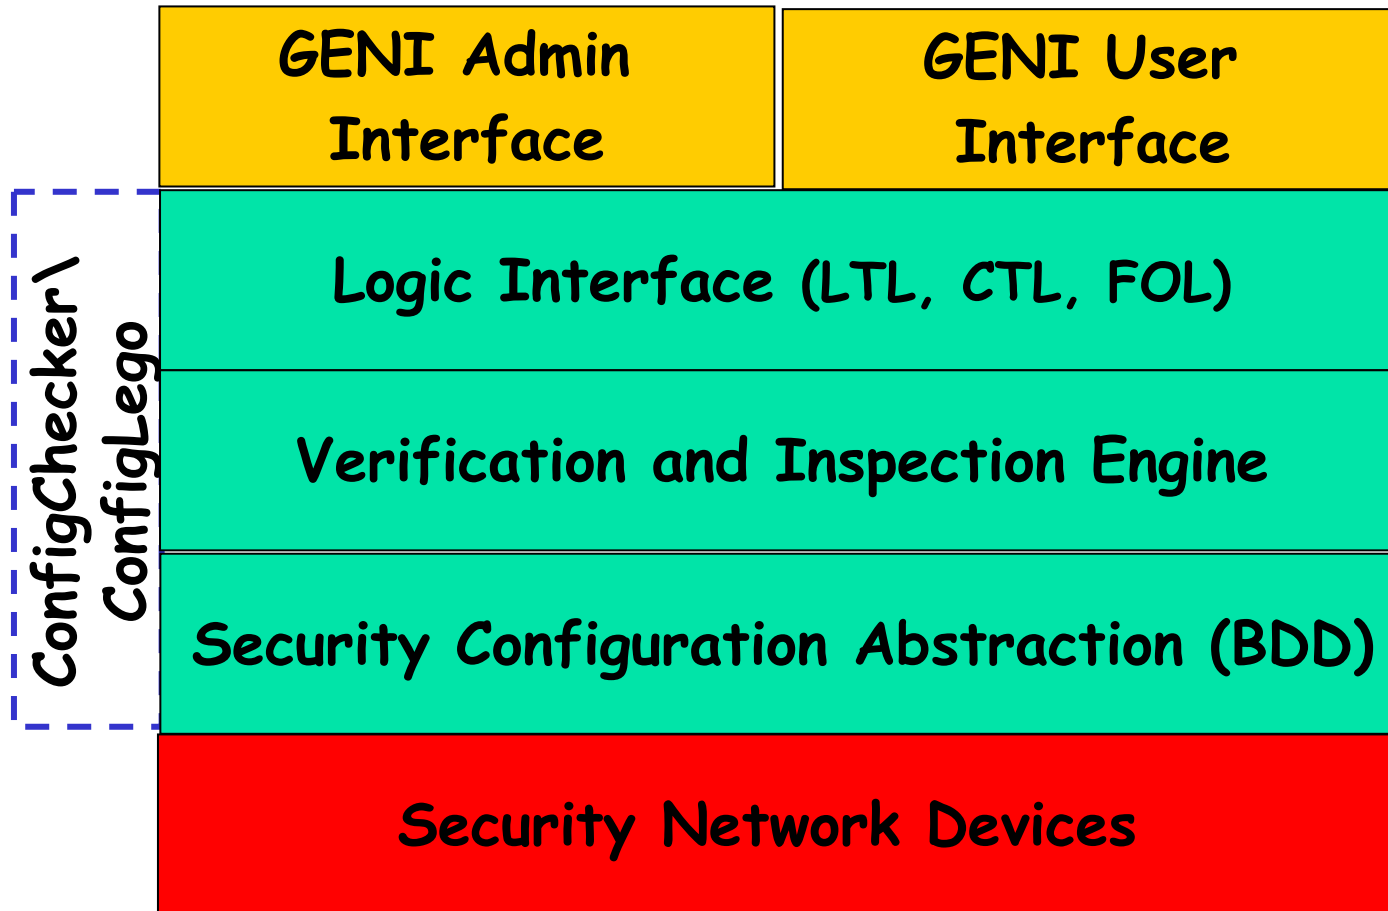 GENI Admin
Interface
GENI User
Interface
ConfigChecker\
ConfigLego
Logic Interface (LTL, CTL, FOL)
Verification and Inspection Engine
Security Configuration Abstraction (BDD)
Security Network Devices